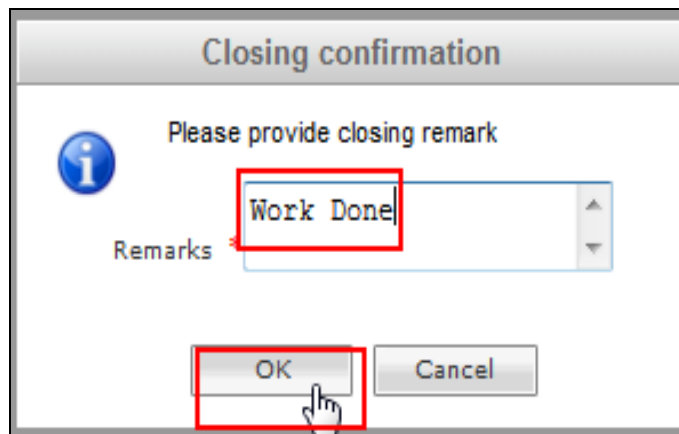 Closing confirmation
Please provide closing remark
Work Done
Remarks *
OK Cancel